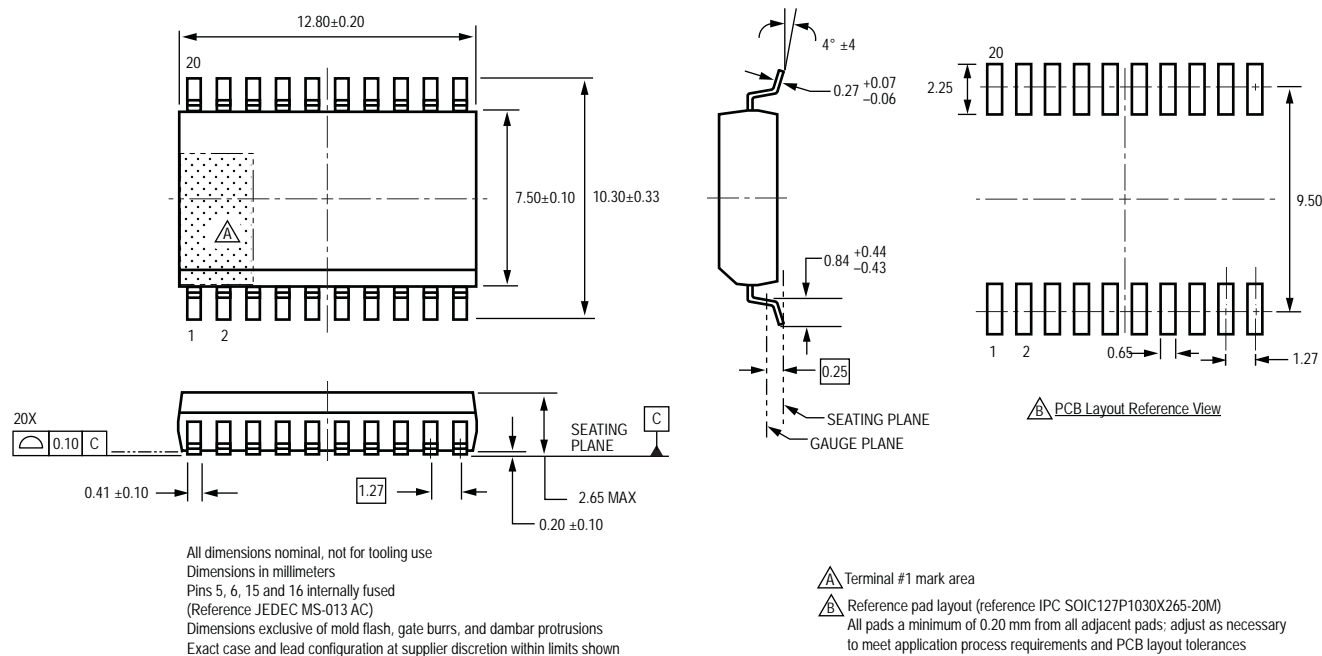 12.80±0.20
20
7.50±0.10
10.30±0.33
A
1 2
4° ±4
0.27 +0.07 –0.06
0.84 +0.44 –0.43
0.25
SEATING PLANE
GAUGE PLANE
20
2.25
9.50
1 2
0.65
1.27
B PCB Layout Reference View
20X
0.10 C
SEATING
PLANE
C
0.41 ±0.10
1.27
2.65 MAX
0.20 ±0.10
All dimensions nominal, not for tooling use
Dimensions in millimeters
Pins 5, 6, 15 and 16 internally fused
(Reference JEDEC MS-013 AC)
Dimensions exclusive of mold flash, gate burrs, and dambar protrusions
Exact case and lead configuration at supplier discretion within limits shown
A Terminal #1 mark area
B Reference pad layout (reference IPC SOIC127P1030X265-20M)
All pads a minimum of 0.20 mm from all adjacent pads; adjust as necessary
to meet application process requirements and PCB layout tolerances